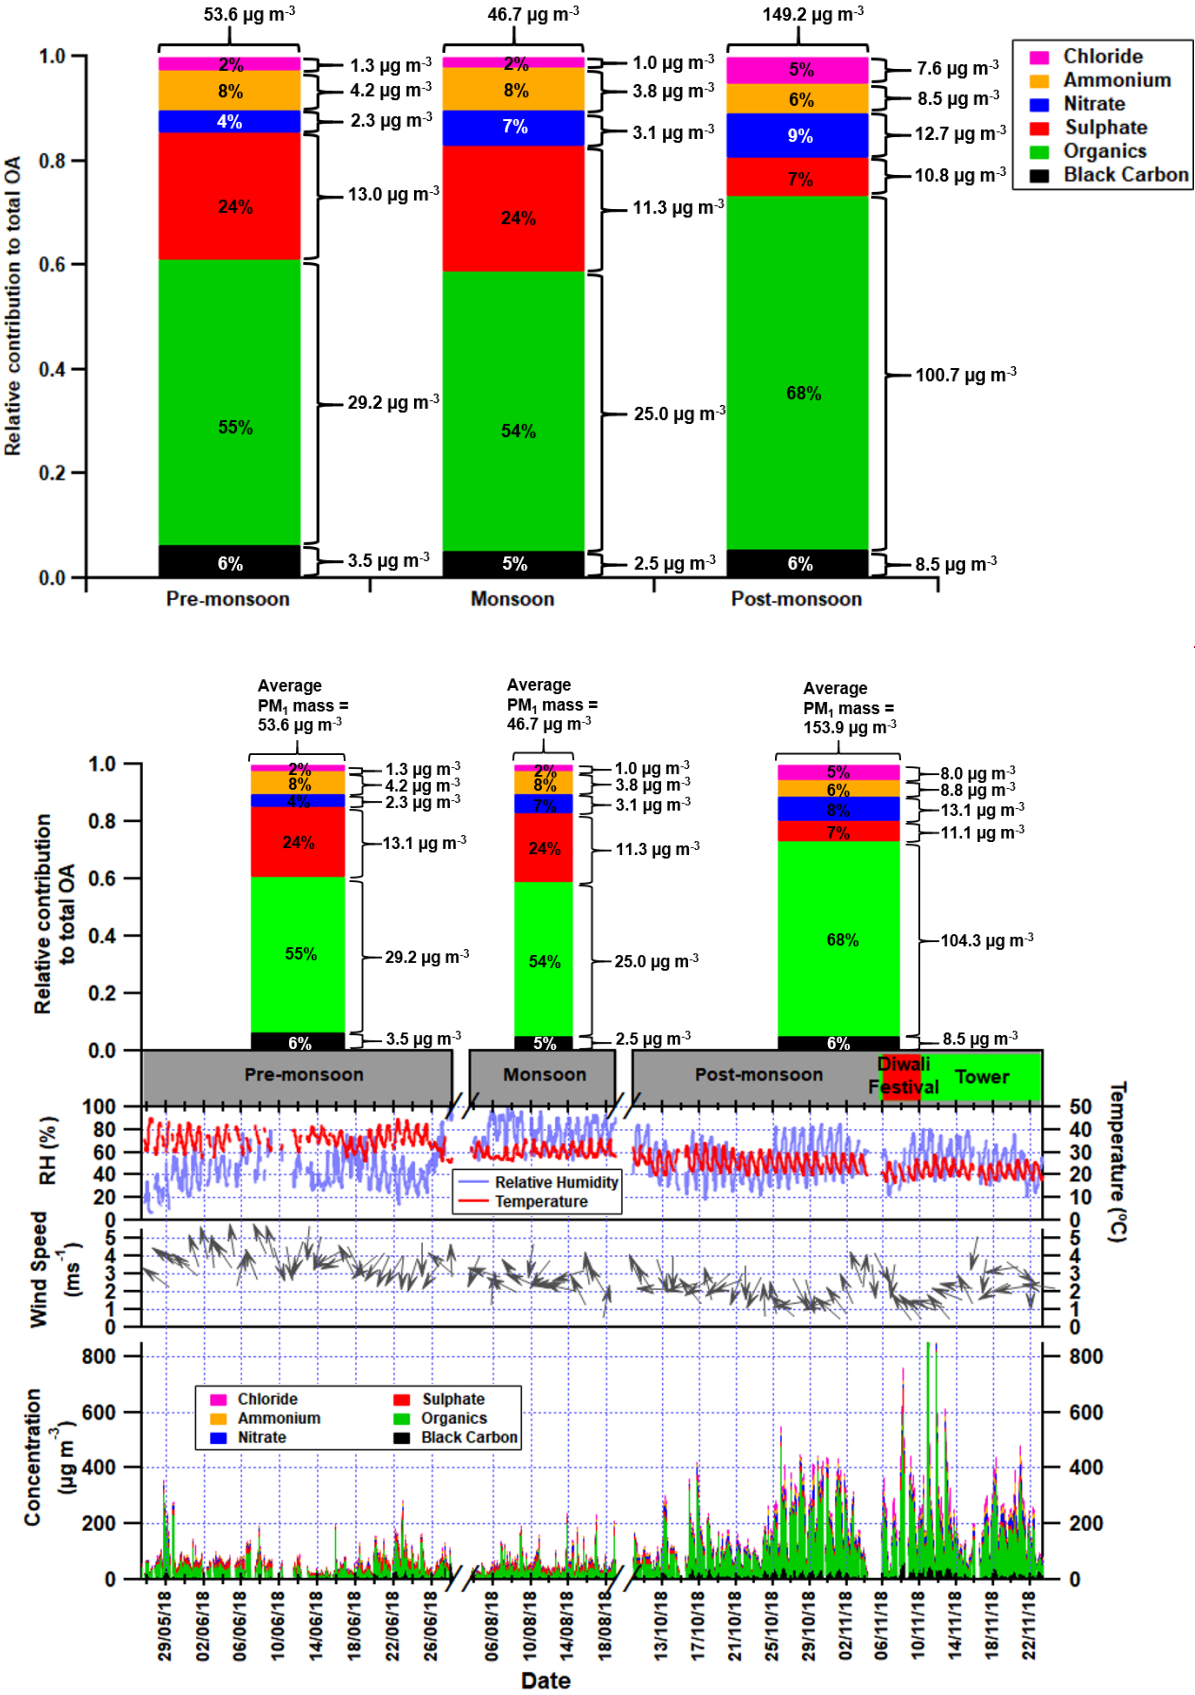 53.6 µg m-3
46.7 µg m-3
149.2 µg m-3
Relative contribution to total OA
1.0
0.8
0.6
0.4
0.2
0.0
2%
8%
4%
24%
55%
6%
1.3 µg m-3
4.2 µg m-3
2.3 µg m-3
13.0 µg m-3
29.2 µg m-3
3.5 µg m-3
2%
8%
7%
24%
54%
5%
1.0 µg m-3
3.8 µg m-3
3.1 µg m-3
11.3 µg m-3
25.0 µg m-3
2.5 µg m-3
5%
6%
9%
7%
68%
6%
7.6 µg m-3
8.5 µg m-3
12.7 µg m-3
10.8 µg m-3
100.7 µg m-3
8.5 µg m-3
Chloride
Ammonium
Nitrate
Sulphate
Organics
Black Carbon
Pre-monsoon
Monsoon
Post-monsoon
Average
PM1 mass =
53.6 µg m-3
Average
PM1 mass =
46.7 µg m-3
Average
PM1 mass =
153.9 µg m-3
Relative contribution
to total OA
1.0
0.8
0.6
0.4
0.2
0.0
2%
8%
4%
24%
55%
6%
1.3 µg m-3
4.2 µg m-3
2.3 µg m-3
13.1 µg m-3
29.2 µg m-3
3.5 µg m-3
2%
8%
7%
24%
54%
5%
1.0 µg m-3
3.8 µg m-3
3.1 µg m-3
11.3 µg m-3
25.0 µg m-3
2.5 µg m-3
5%
6%
8%
7%
68%
6%
8.0 µg m-3
8.8 µg m-3
13.1 µg m-3
11.1 µg m-3
104.3 µg m-3
8.5 µg m-3
Pre-monsoon
Monsoon
Post-monsoon
Diwali
Festival
Tower
RH (%)
100
80
60
40
20
0
Relative Humidity
Temperature
50
40
30
20
10
0
Temperature (oC)
Wind Speed
(ms-1)
5
4
3
2
1
0
5
4
3
2
1
0
Concentration
(µg m-3)
800
600
400
200
0
Chloride
Ammonium
Nitrate
Sulphate
Organics
Black Carbon
800
600
400
200
0
29/05/18
02/06/18
06/06/18
10/06/18
14/06/18
18/06/18
22/06/18
26/06/18
06/08/18
10/08/18
14/08/18
18/08/18
13/10/18
17/10/18
21/10/18
25/10/18
29/10/18
02/11/18
06/11/18
10/11/18
14/11/18
18/11/18
22/11/18
Date